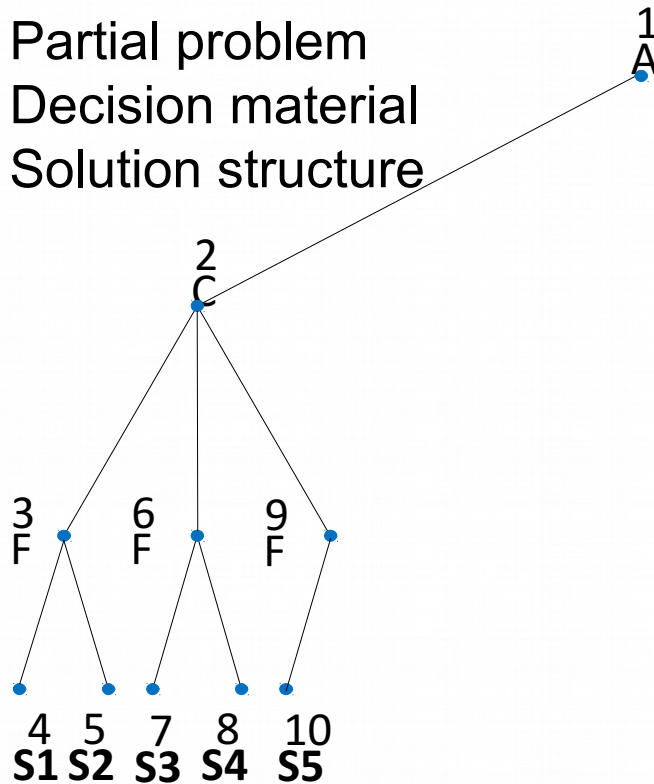 Partial problem
Decision material
Solution structure
1
A
2
C
3
F
6
F
9
F
4 5 7 8 10
S1 S2 S3 S4 S5